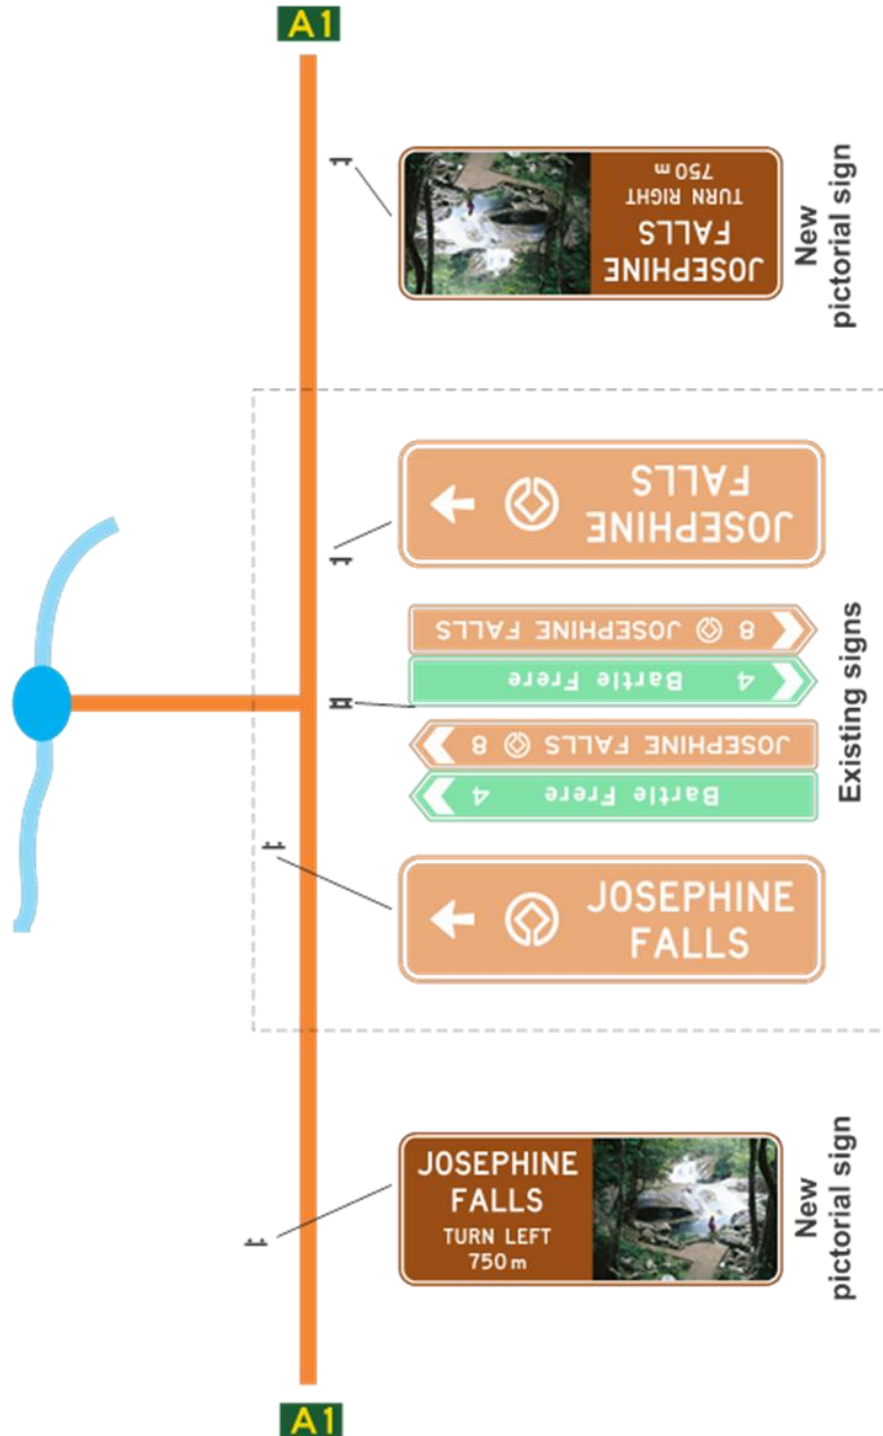 A1
JOSEPHINE
FALLS
TURN RIGHT
750 m
New
pictorial sign
JOSEPHINE
FALLS
8 JOSEPHINE FALLS
4 Bartle Frere
JOSEPHINE FALLS 8
Bartle Frere 4
Existing signs
JOSEPHINE
FALLS
JOSEPHINE
FALLS
TURN LEFT
750 m
New
pictorial sign
A1